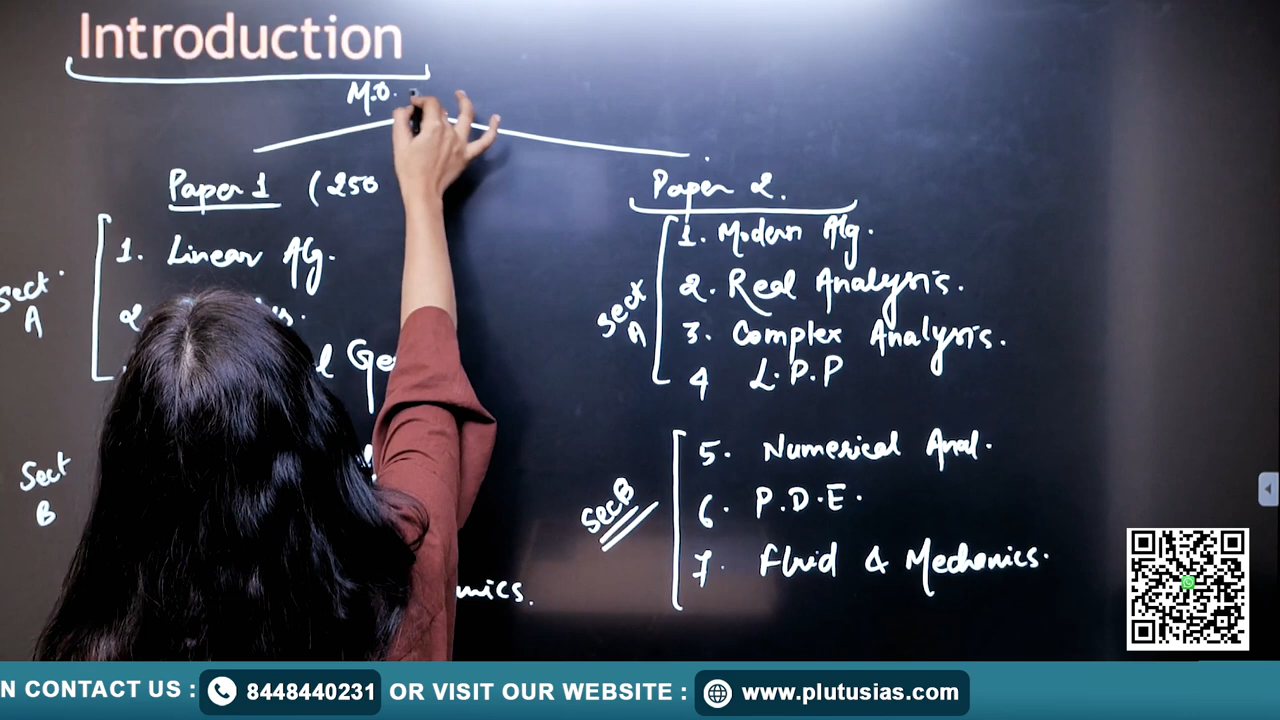 Introduction
M.O.
Paper 1 (250
Sect.
A
1. Linear Alg.
2
l Ge
Sect
B
mics.
Paper 2.
Sect
A
1. Modern Alg.
2. Real Analysis.
3. Complex Analysis.
4 L.P.P
Sec B
5. Numerical Anal.
6. P.D.E.
7. Fluid & Mechanics.
N CONTACT US : 8448440231 OR VISIT OUR WEBSITE : www.plutusias.com